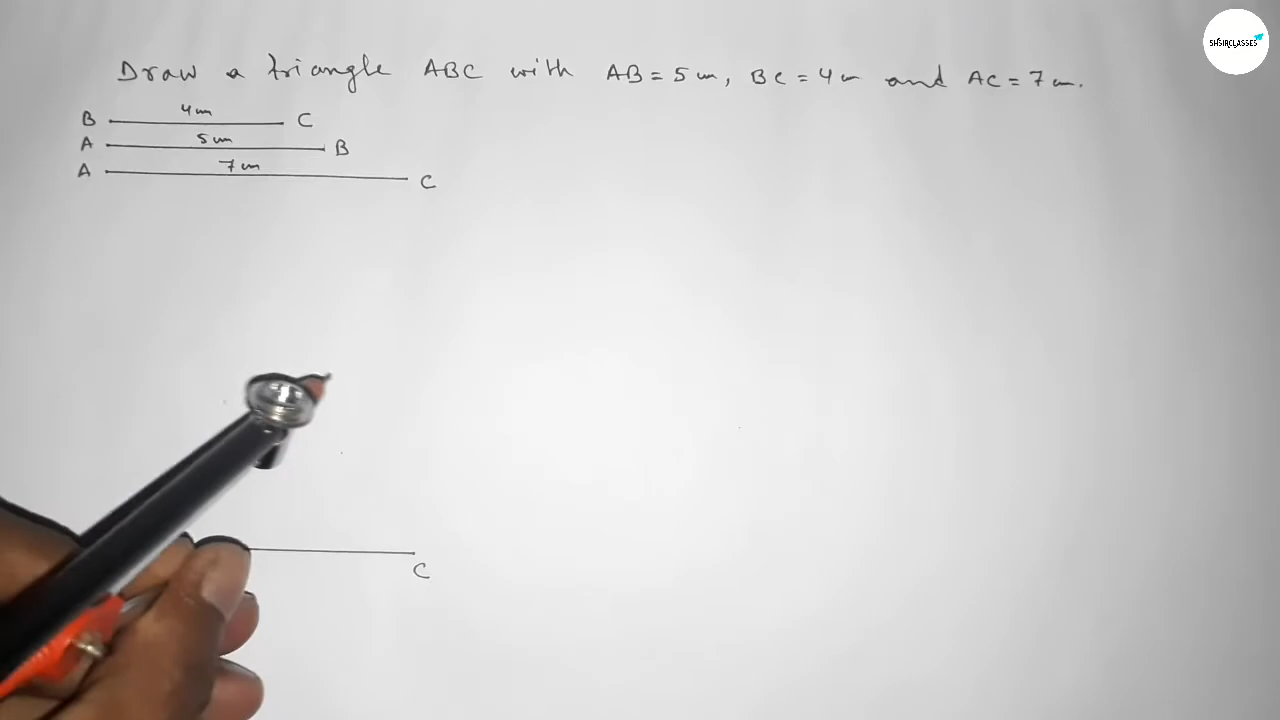 SHSIRCLASSES
Draw a triangle ABC with AB = 5 cm, BC = 4 cm and AC = 7 cm.
B 4 cm C
A 5 cm B
A 7 cm C
C